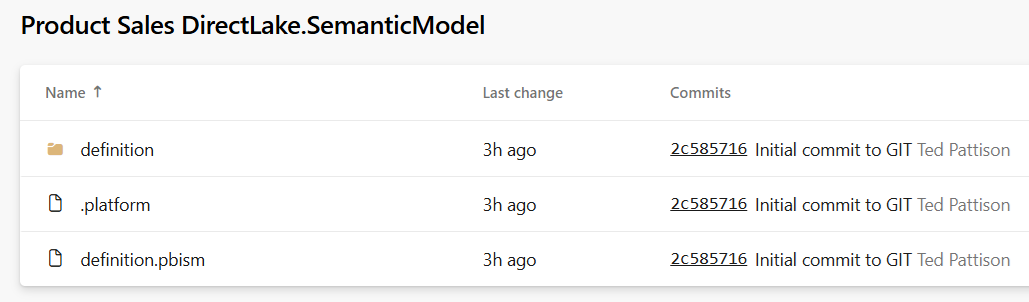 Product Sales DirectLake.SemanticModel
Name ↑ Last change Commits
definition 3h ago 2c585716 Initial commit to GIT Ted Pattison
.platform 3h ago 2c585716 Initial commit to GIT Ted Pattison
definition.pbism 3h ago 2c585716 Initial commit to GIT Ted Pattison